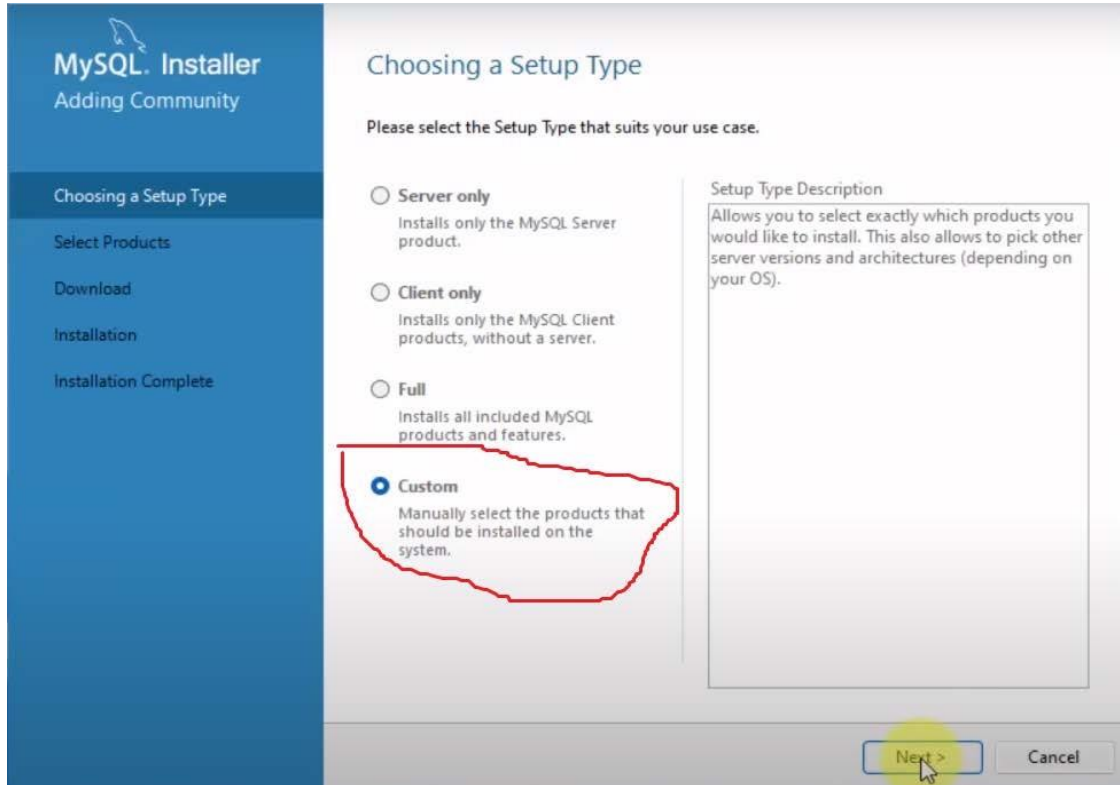 MySQL. Installer
Adding Community
Choosing a Setup Type
Select Products
Download
Installation
Installation Complete
Choosing a Setup Type
Please select the Setup Type that suits your use case.
Server only
Installs only the MySQL Server
product.
Client only
Installs only the MySQL Client
products, without a server.
Full
Installs all included MySQL
products and features.
Custom
Manually select the products that
should be installed on the
system.
Setup Type Description
Allows you to select exactly which products you
would like to install. This also allows to pick other
server versions and architectures (depending on
your OS).
Next >
Cancel